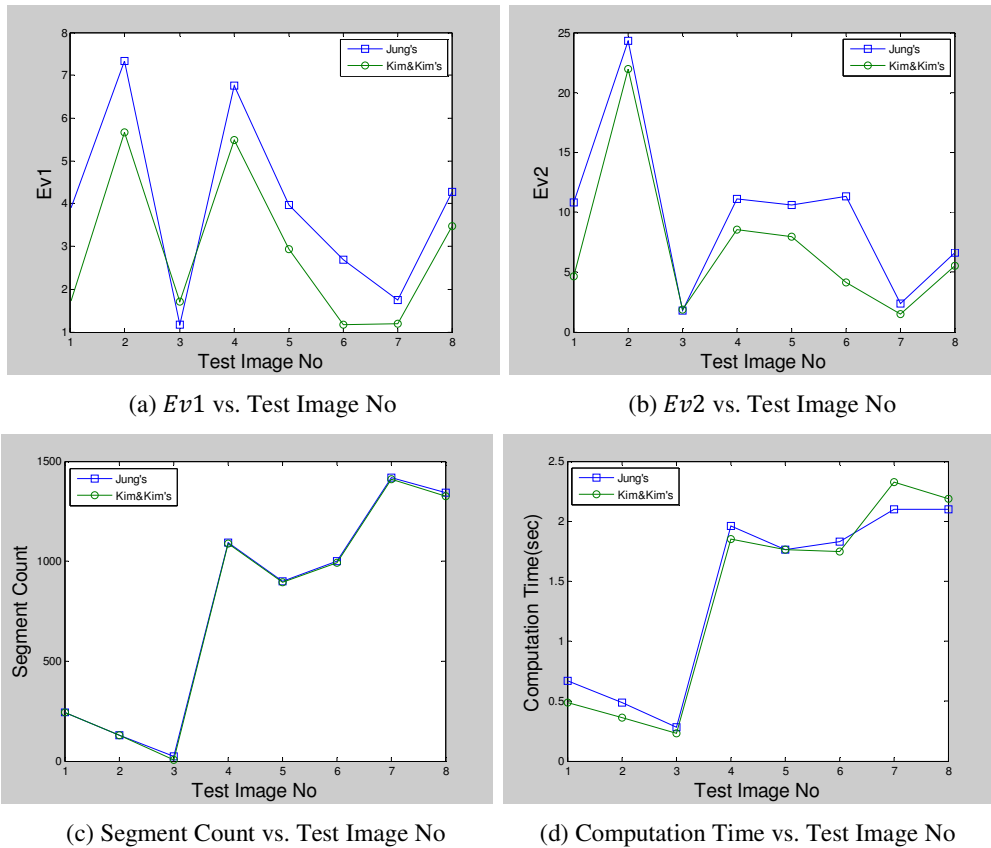 8
7
6
5
4
3
2
1
Ev1
1 2 3 4 5 6 7 8
Test Image No
Jung's
Kim&Kim's
(a) Ev1 vs. Test Image No
25
20
15
10
5
0
Ev2
1 2 3 4 5 6 7 8
Test Image No
Jung's
Kim&Kim's
(b) Ev2 vs. Test Image No
1500
1000
500
0
Segment Count
1 2 3 4 5 6 7 8
Test Image No
Jung's
Kim&Kim's
(c) Segment Count vs. Test Image No
2.5
2
1.5
1
0.5
0
Computation Time(sec)
1 2 3 4 5 6 7 8
Test Image No
Jung's
Kim&Kim's
(d) Computation Time vs. Test Image No